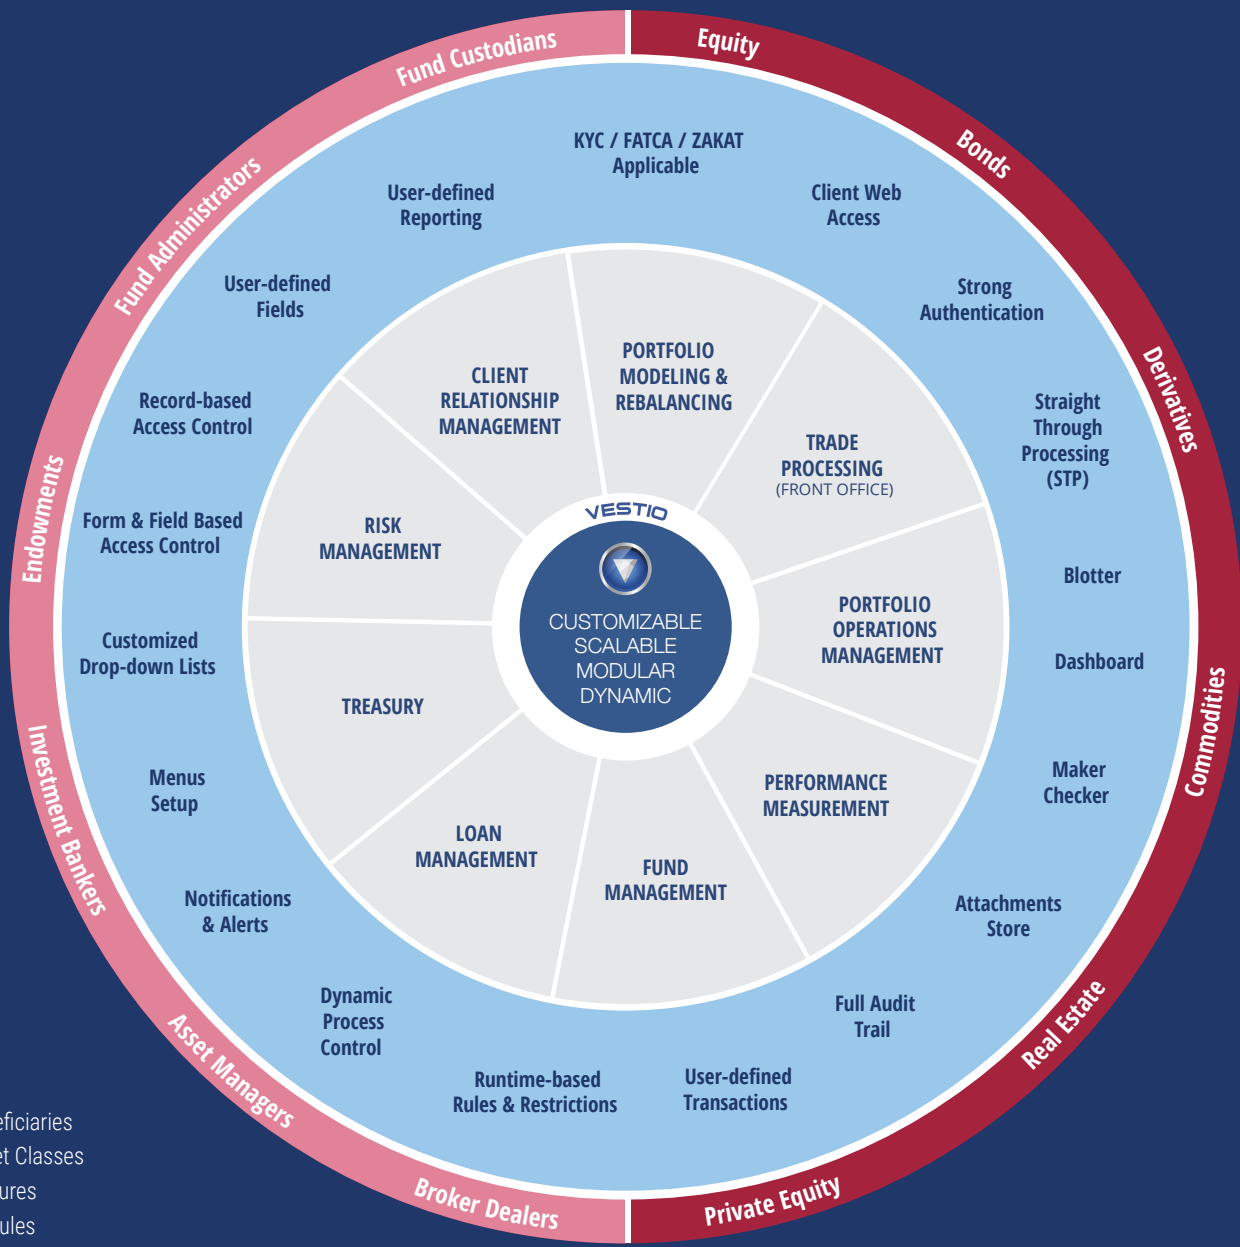 Fund Custodians
Equity
Bonds
Derivatives
Commodities
Real Estate
Private Equity
Broker Dealers
Asset Managers
Investment Bankers
Endowments
Fund Administrators
KYC / FATCA / ZAKAT
Applicable
Client Web
Access
Strong
Authentication
Straight
Through
Processing
(STP)
Blotter
Dashboard
Maker
Checker
Attachments
Store
Full Audit
Trail
User-defined
Transactions
Runtime-based
Rules & Restrictions
Dynamic
Process
Control
Notifications
& Alerts
Menus
Setup
Customized
Drop-down Lists
Form & Field Based
Access Control
Record-based
Access Control
User-defined
Fields
User-defined
Reporting
PORTFOLIO
MODELING &
REBALANCING
TRADE
PROCESSING
(FRONT OFFICE)
PORTFOLIO
OPERATIONS
MANAGEMENT
PERFORMANCE
MEASUREMENT
FUND
MANAGEMENT
LOAN
MANAGEMENT
TREASURY
RISK
MANAGEMENT
CLIENT
RELATIONSHIP
MANAGEMENT
VESTIO
CUSTOMIZABLE
SCALABLE
MODULAR
DYNAMIC
Classes